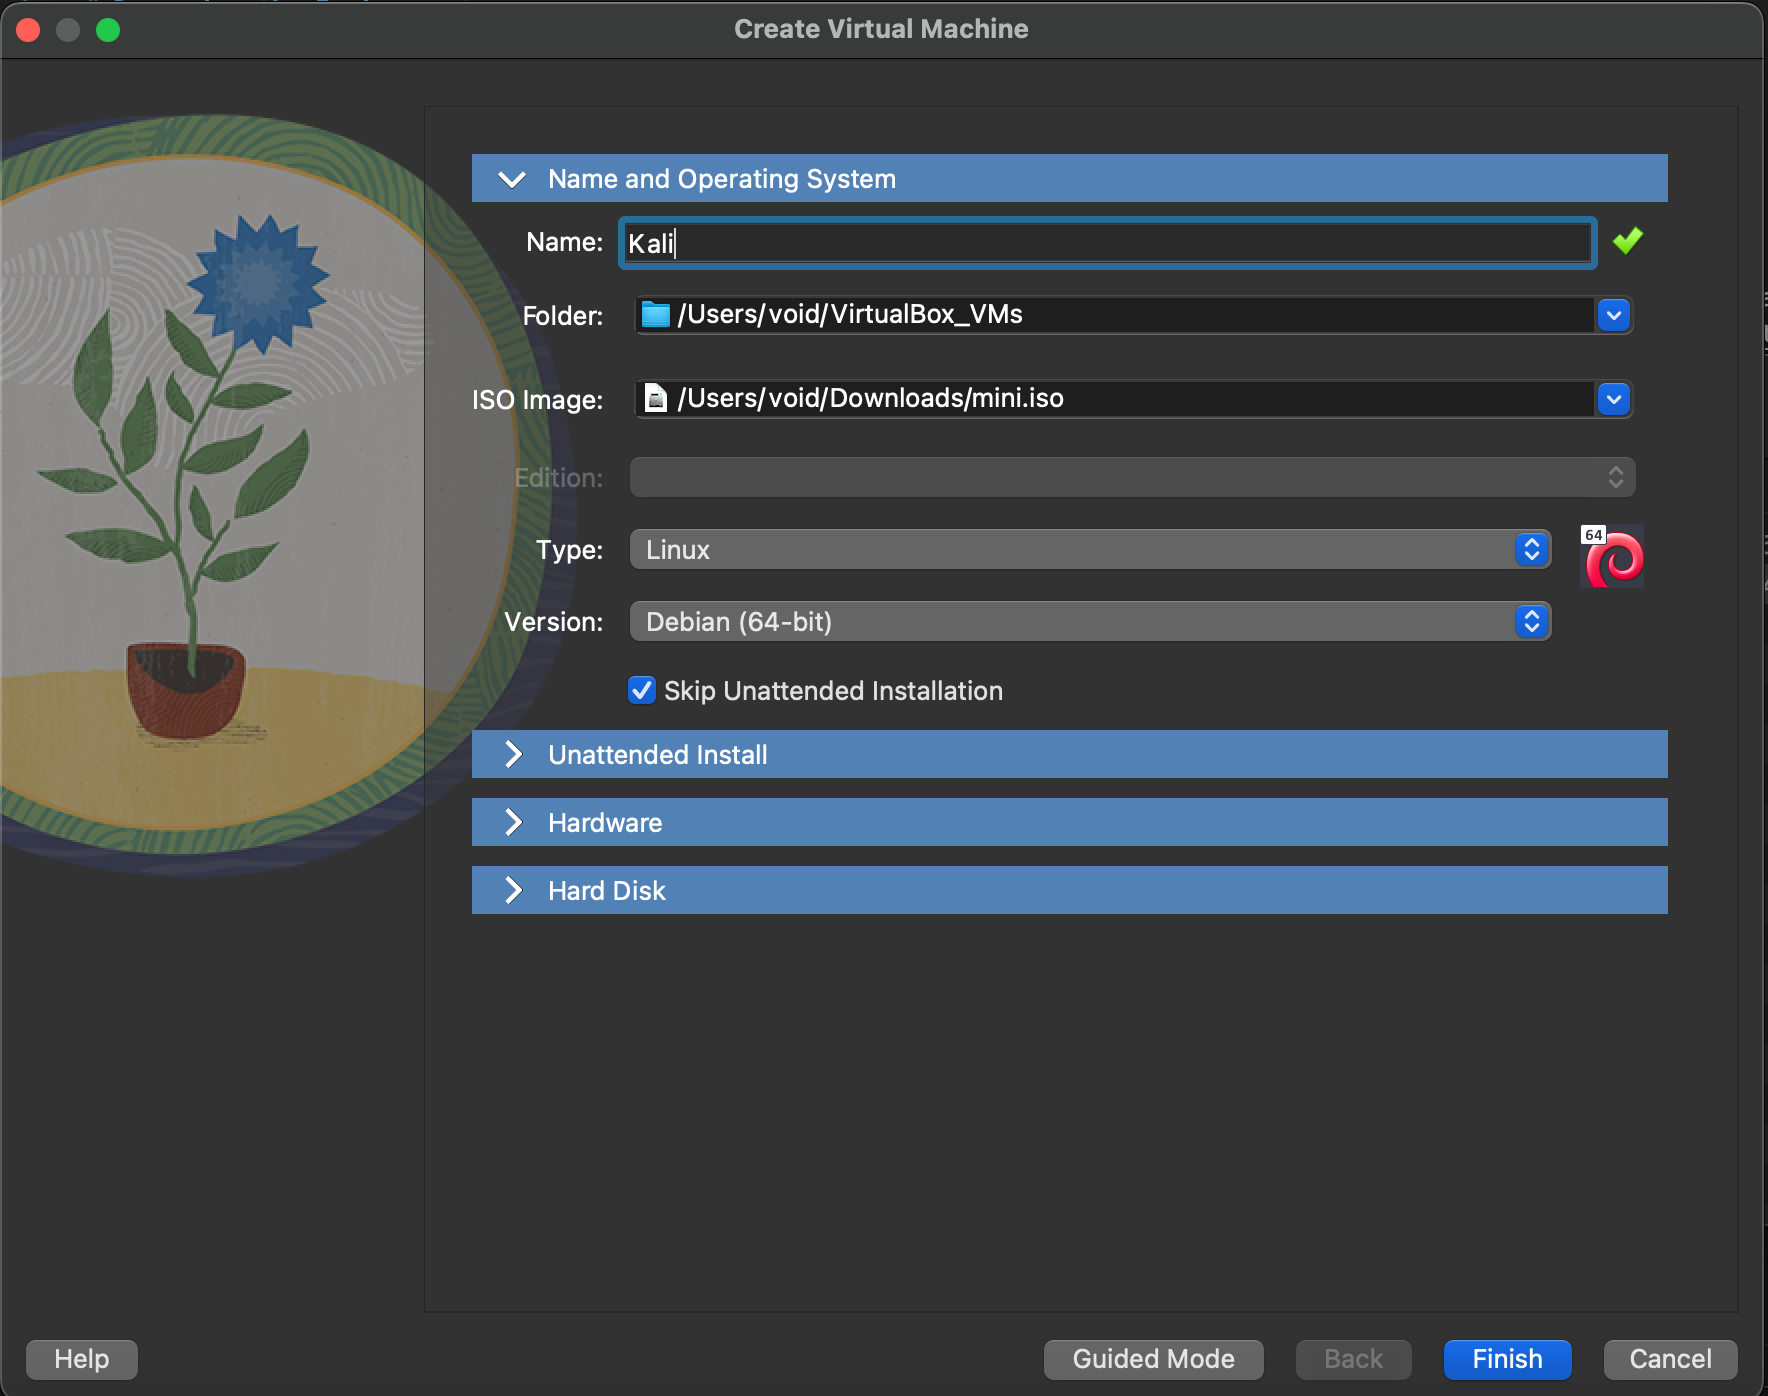 Create Virtual Machine
Name and Operating System
Name: Kali
Folder: /Users/void/VirtualBox_VMs
ISO Image: /Users/void/Downloads/mini.iso
Edition:
Type: Linux
64
Version: Debian (64-bit)
Skip Unattended Installation
Unattended Install
Hardware
Hard Disk
Help Guided Mode Back Finish Cancel